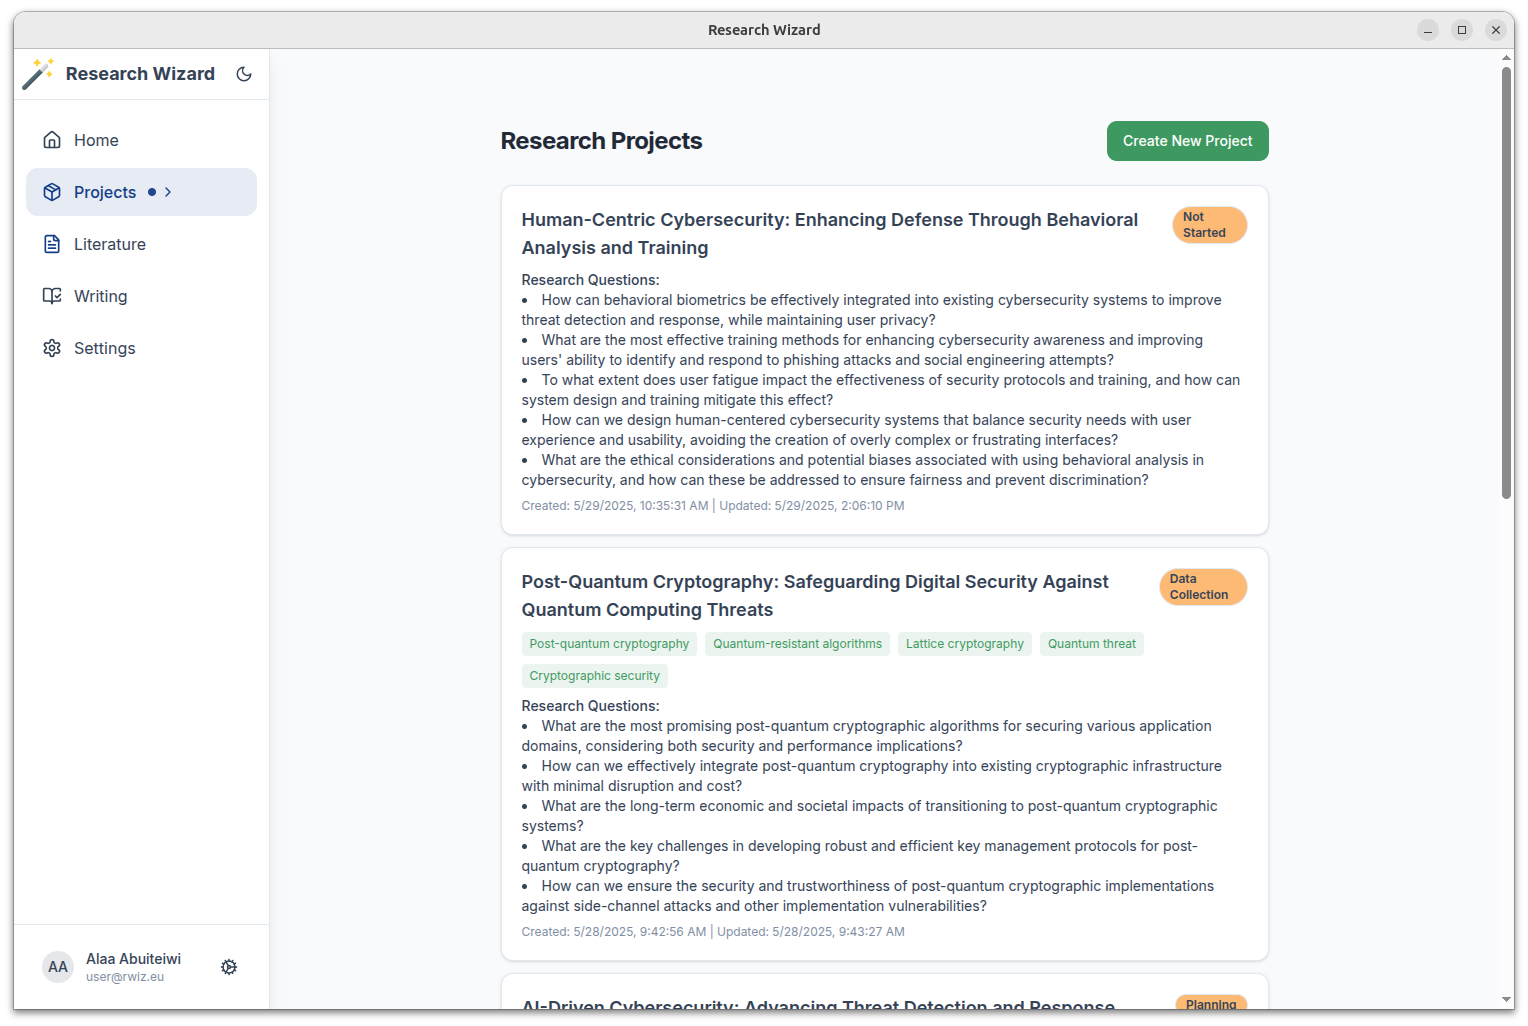 Research Wizard
Research Wizard
Home
Projects
Literature
Writing
Settings
AA
Alaa Abuiteiwi
user@rwiz.eu
Research Projects
Create New Project
Human-Centric Cybersecurity: Enhancing Defense Through Behavioral
Analysis and Training
Not
Started
Research Questions:
• How can behavioral biometrics be effectively integrated into existing cybersecurity systems to improve
threat detection and response, while maintaining user privacy?
• What are the most effective training methods for enhancing cybersecurity awareness and improving
users' ability to identify and respond to phishing attacks and social engineering attempts?
• To what extent does user fatigue impact the effectiveness of security protocols and training, and how can
system design and training mitigate this effect?
• How can we design human-centered cybersecurity systems that balance security needs with user
experience and usability, avoiding the creation of overly complex or frustrating interfaces?
• What are the ethical considerations and potential biases associated with using behavioral analysis in
cybersecurity, and how can these be addressed to ensure fairness and prevent discrimination?
Created: 5/29/2025, 10:35:31 AM | Updated: 5/29/2025, 2:06:10 PM
Post-Quantum Cryptography: Safeguarding Digital Security Against
Quantum Computing Threats
Data
Collection
Post-quantum cryptography Quantum-resistant algorithms Lattice cryptography Quantum threat
Cryptographic security
Research Questions:
• What are the most promising post-quantum cryptographic algorithms for securing various application
domains, considering both security and performance implications?
• How can we effectively integrate post-quantum cryptography into existing cryptographic infrastructure
with minimal disruption and cost?
• What are the long-term economic and societal impacts of transitioning to post-quantum cryptographic
systems?
• What are the key challenges in developing robust and efficient key management protocols for post-
quantum cryptography?
• How can we ensure the security and trustworthiness of post-quantum cryptographic implementations
against side-channel attacks and other implementation vulnerabilities?
Created: 5/28/2025, 9:42:56 AM | Updated: 5/28/2025, 9:43:27 AM
AI-Driven Cybersecurity: Advancing Threat Detection and Response
Planning